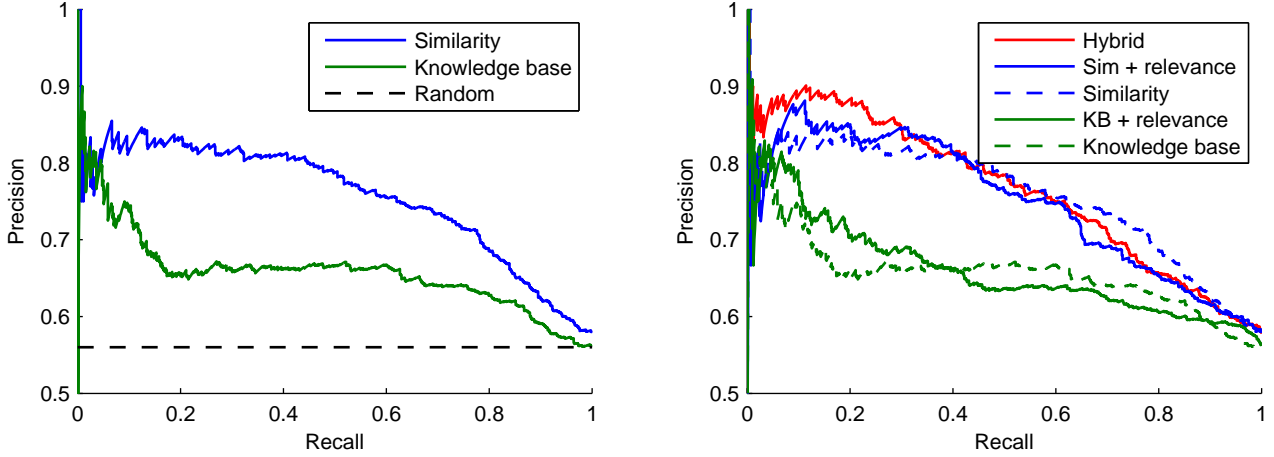 1
0.9
0.8
0.7
0.6
0.5
Precision
0
0.2
0.4
0.6
0.8
1
Recall
Similarity
Knowledge base
Random
1
0.9
0.8
0.7
0.6
0.5
Precision
0
0.2
0.4
0.6
0.8
1
Recall
Hybrid
Sim + relevance
Similarity
KB + relevance
Knowledge base